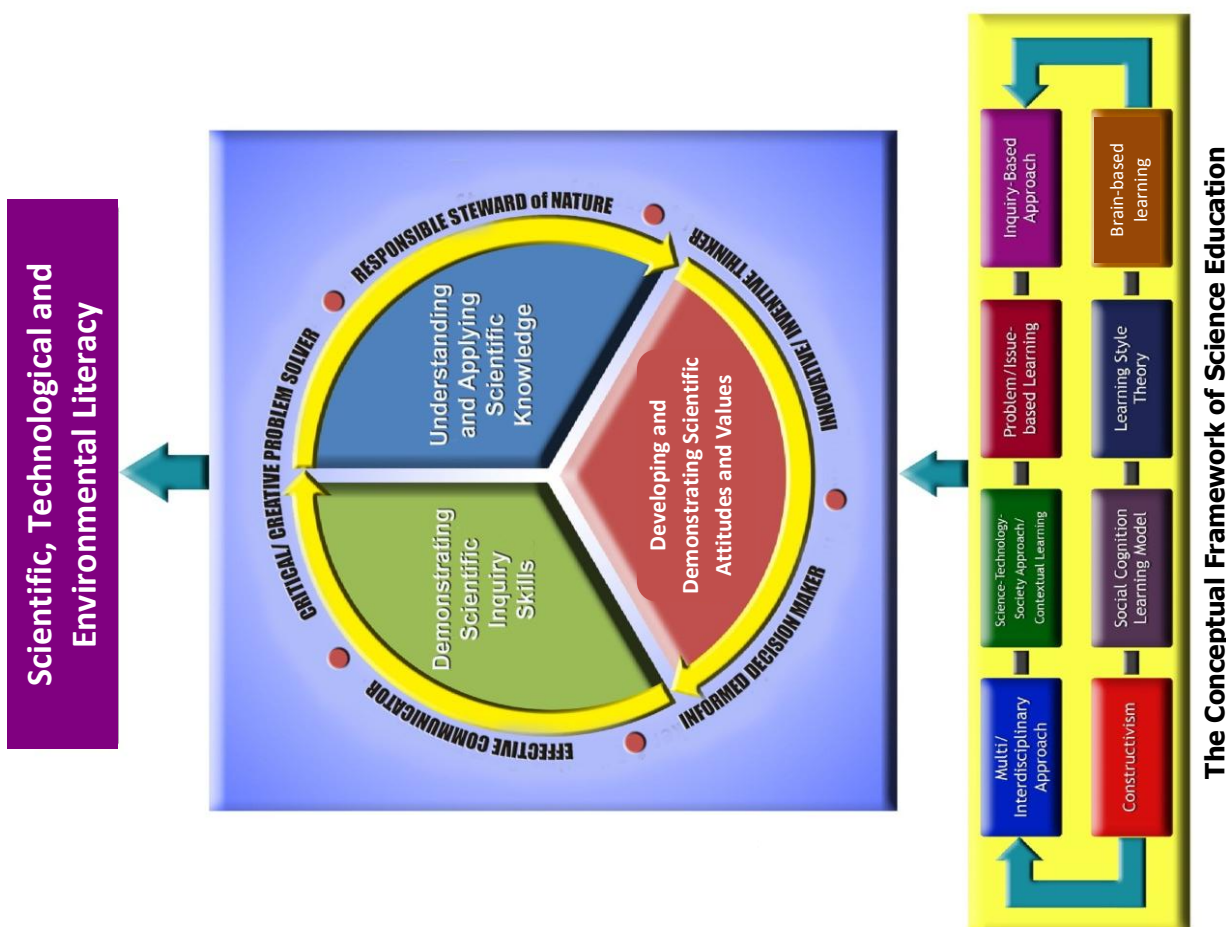 Scientific, Technological and
Environmental Literacy
CRITICAL/ CREATIVE PROBLEM SOLVER
RESPONSIBLE STEWARD of NATURE
INNOVATIVE/ INVENTIVE THINKER
INFORMED DECISION MAKER
EFFECTIVE COMMUNICATOR
Demonstrating
Scientific
Inquiry
Skills
Understanding
and Applying
Scientific
Knowledge
Developing and
Demonstrating Scientific
Attitudes and Values
Multi/
Interdisciplinary
Approach
Science-Technology-
Society Approach/
Contextual Learning
Problem/Issue-
based Learning
Inquiry-Based
Approach
Constructivism
Social Cognition
Learning Model
Learning Style
Theory
Brain-based
learning
The Conceptual Framework of Science Education